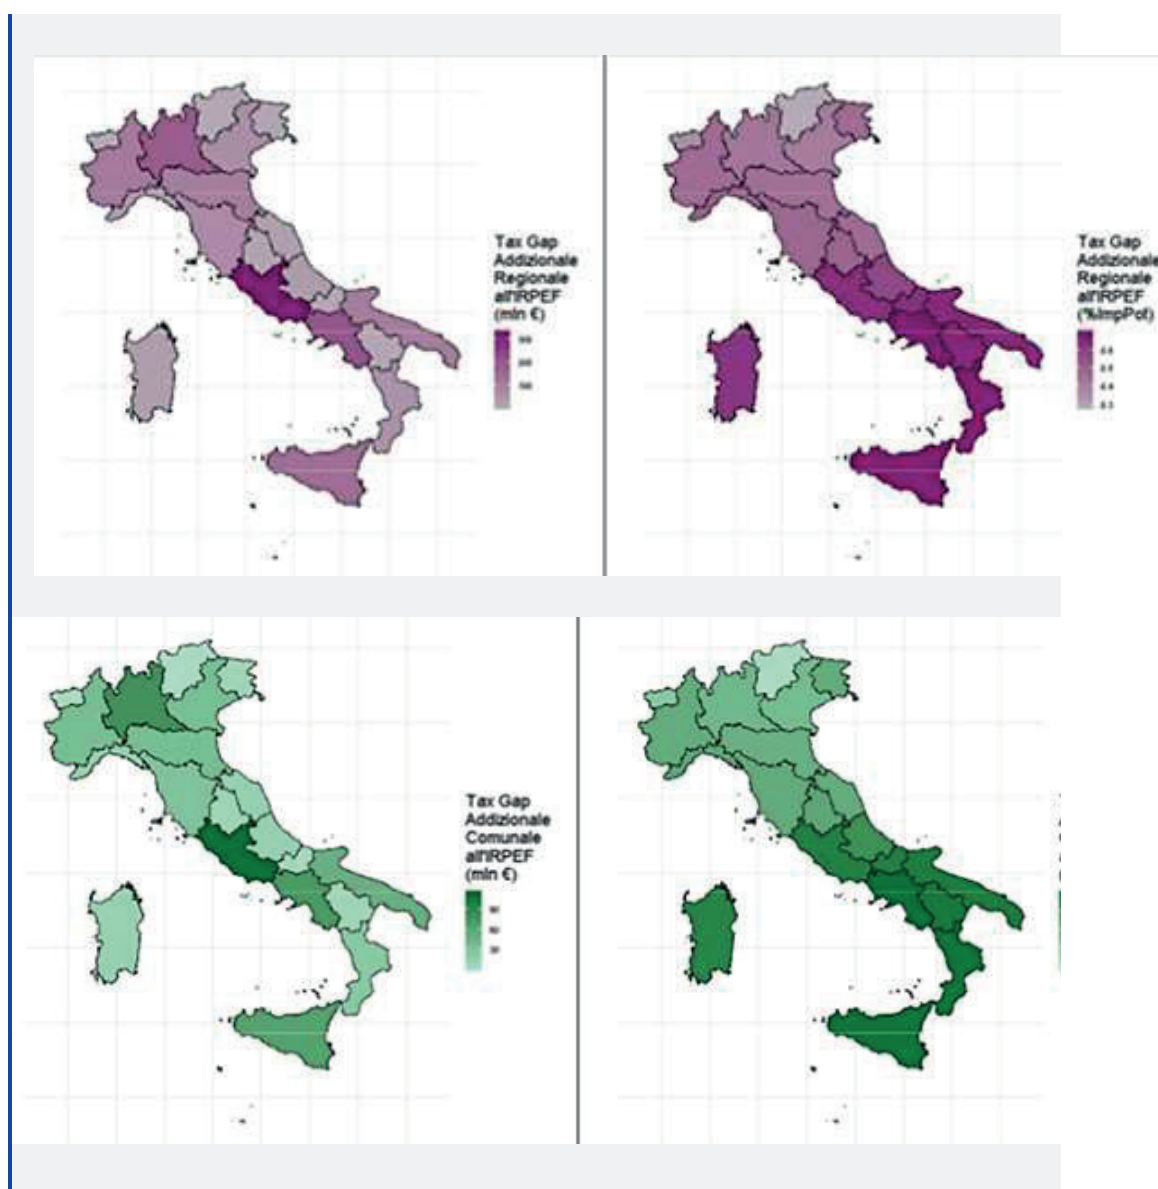 Tax Gap
Addizionale
Regionale
all'IRPEF
(mln €)
Tax Gap
Addizionale
Regionale
all'IRPEF
(%ImpPot)
Tax Gap
Addizionale
Comunale
all'IRPEF
(mln €)